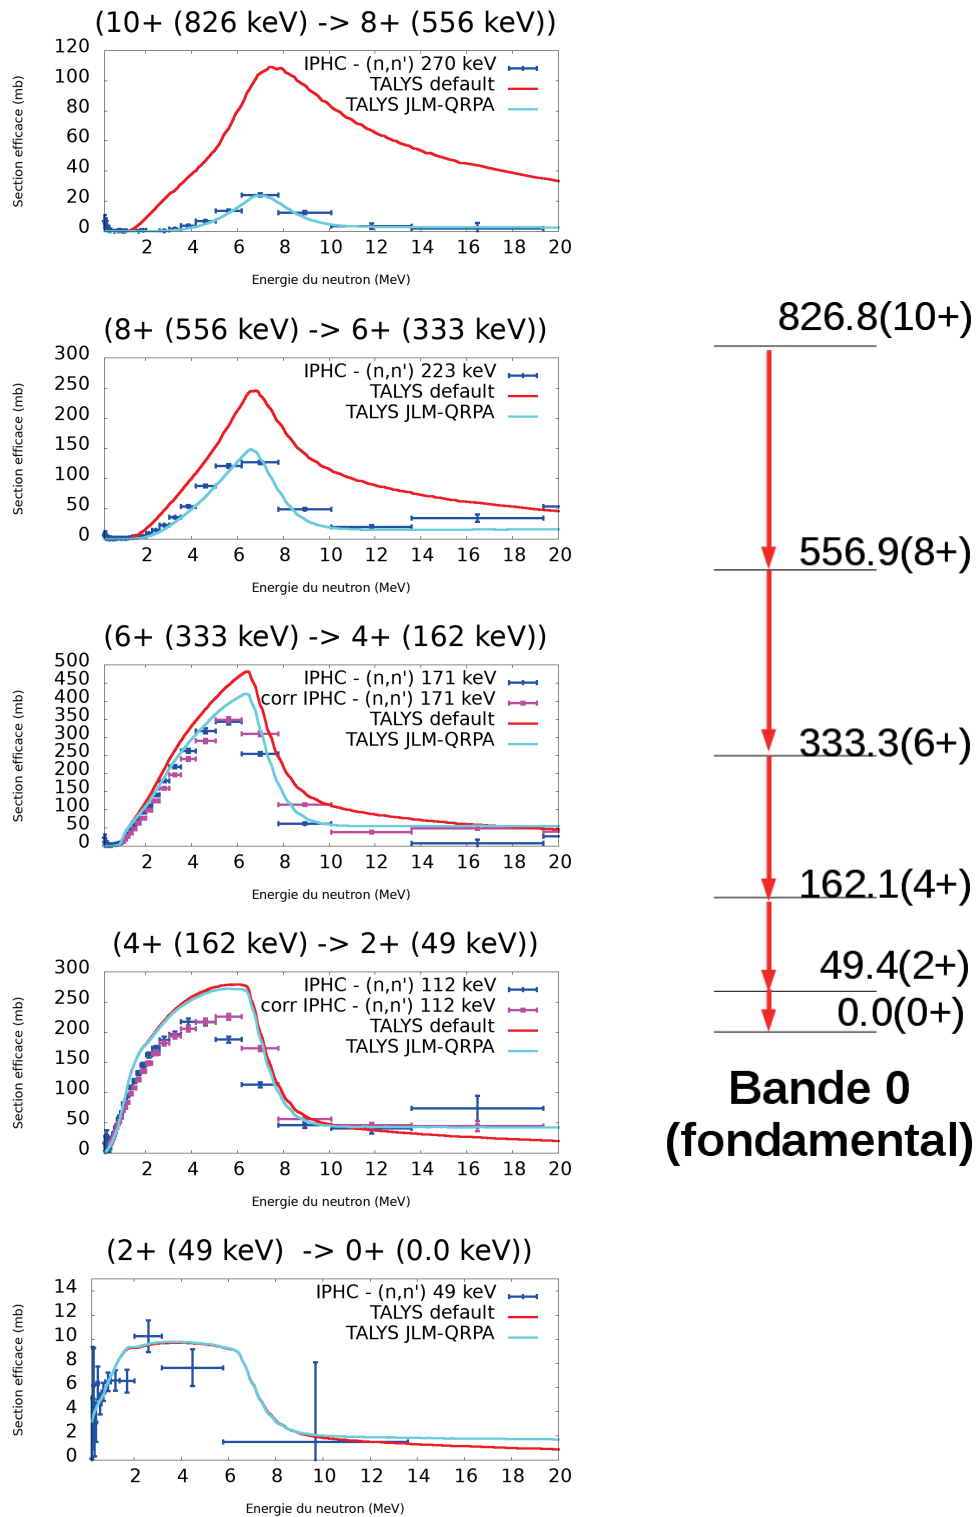 (10+ (826 keV) -> 8+ (556 keV))
120
100
80
60
40
20
0
Section efficace (mb)
IPHC - (n,n') 270 keV
TALYS default
TALYS JLM-QRPA
2 4 6 8 10 12 14 16 18 20
Energie du neutron (MeV)
(8+ (556 keV) -> 6+ (333 keV))
300
250
200
150
100
50
0
Section efficace (mb)
IPHC - (n,n') 223 keV
TALYS default
TALYS JLM-QRPA
2 4 6 8 10 12 14 16 18 20
Energie du neutron (MeV)
(6+ (333 keV) -> 4+ (162 keV))
500
450
400
350
300
250
200
150
100
50
0
Section efficace (mb)
IPHC - (n,n') 171 keV
corr IPHC - (n,n') 171 keV
TALYS default
TALYS JLM-QRPA
2 4 6 8 10 12 14 16 18 20
Energie du neutron (MeV)
(4+ (162 keV) -> 2+ (49 keV))
300
250
200
150
100
50
0
Section efficace (mb)
IPHC - (n,n') 112 keV
corr IPHC - (n,n') 112 keV
TALYS default
TALYS JLM-QRPA
2 4 6 8 10 12 14 16 18 20
Energie du neutron (MeV)
(2+ (49 keV) -> 0+ (0.0 keV))
14
12
10
8
6
4
2
0
Section efficace (mb)
IPHC - (n,n') 49 keV
TALYS default
TALYS JLM-QRPA
2 4 6 8 10 12 14 16 18 20
Energie du neutron (MeV)
826.8(10+)
556.9(8+)
333.3(6+)
162.1(4+)
49.4(2+)
0.0(0+)
Bande 0
(fondamental)